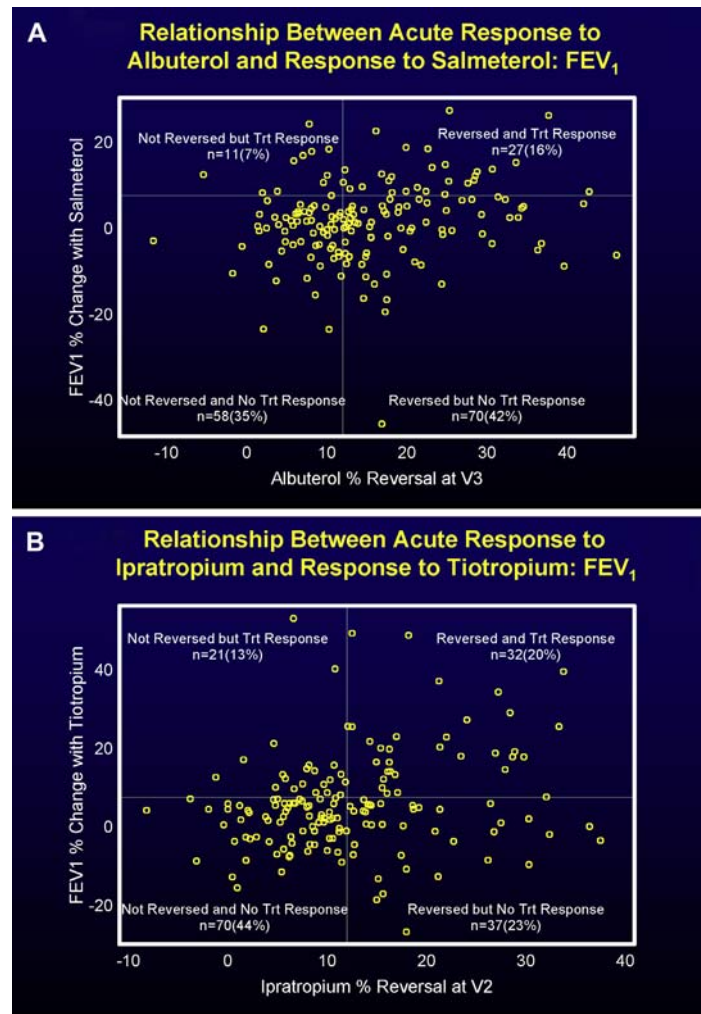 A
Relationship Between Acute Response to
Albuterol and Response to Salmeterol: FEV₁
Not Reversed but Trt Response
n=11(7%)
Reversed and Trt Response
n=27(16%)
FEV1 % Change with Salmeterol
20
0
-20
-40
Not Reversed and No Trt Response
n=58(35%)
Reversed but No Trt Response
n=70(42%)
-10 0 10 20 30 40
Albuterol % Reversal at V3
B
Relationship Between Acute Response to
Ipratropium and Response to Tiotropium: FEV₁
Not Reversed but Trt Response
n=21(13%)
Reversed and Trt Response
n=32(20%)
FEV1 % Change with Tiotropium
40
20
0
-20
Not Reversed and No Trt Response
n=70(44%)
Reversed but No Trt Response
n=37(23%)
-10 0 10 20 30 40
Ipratropium % Reversal at V2